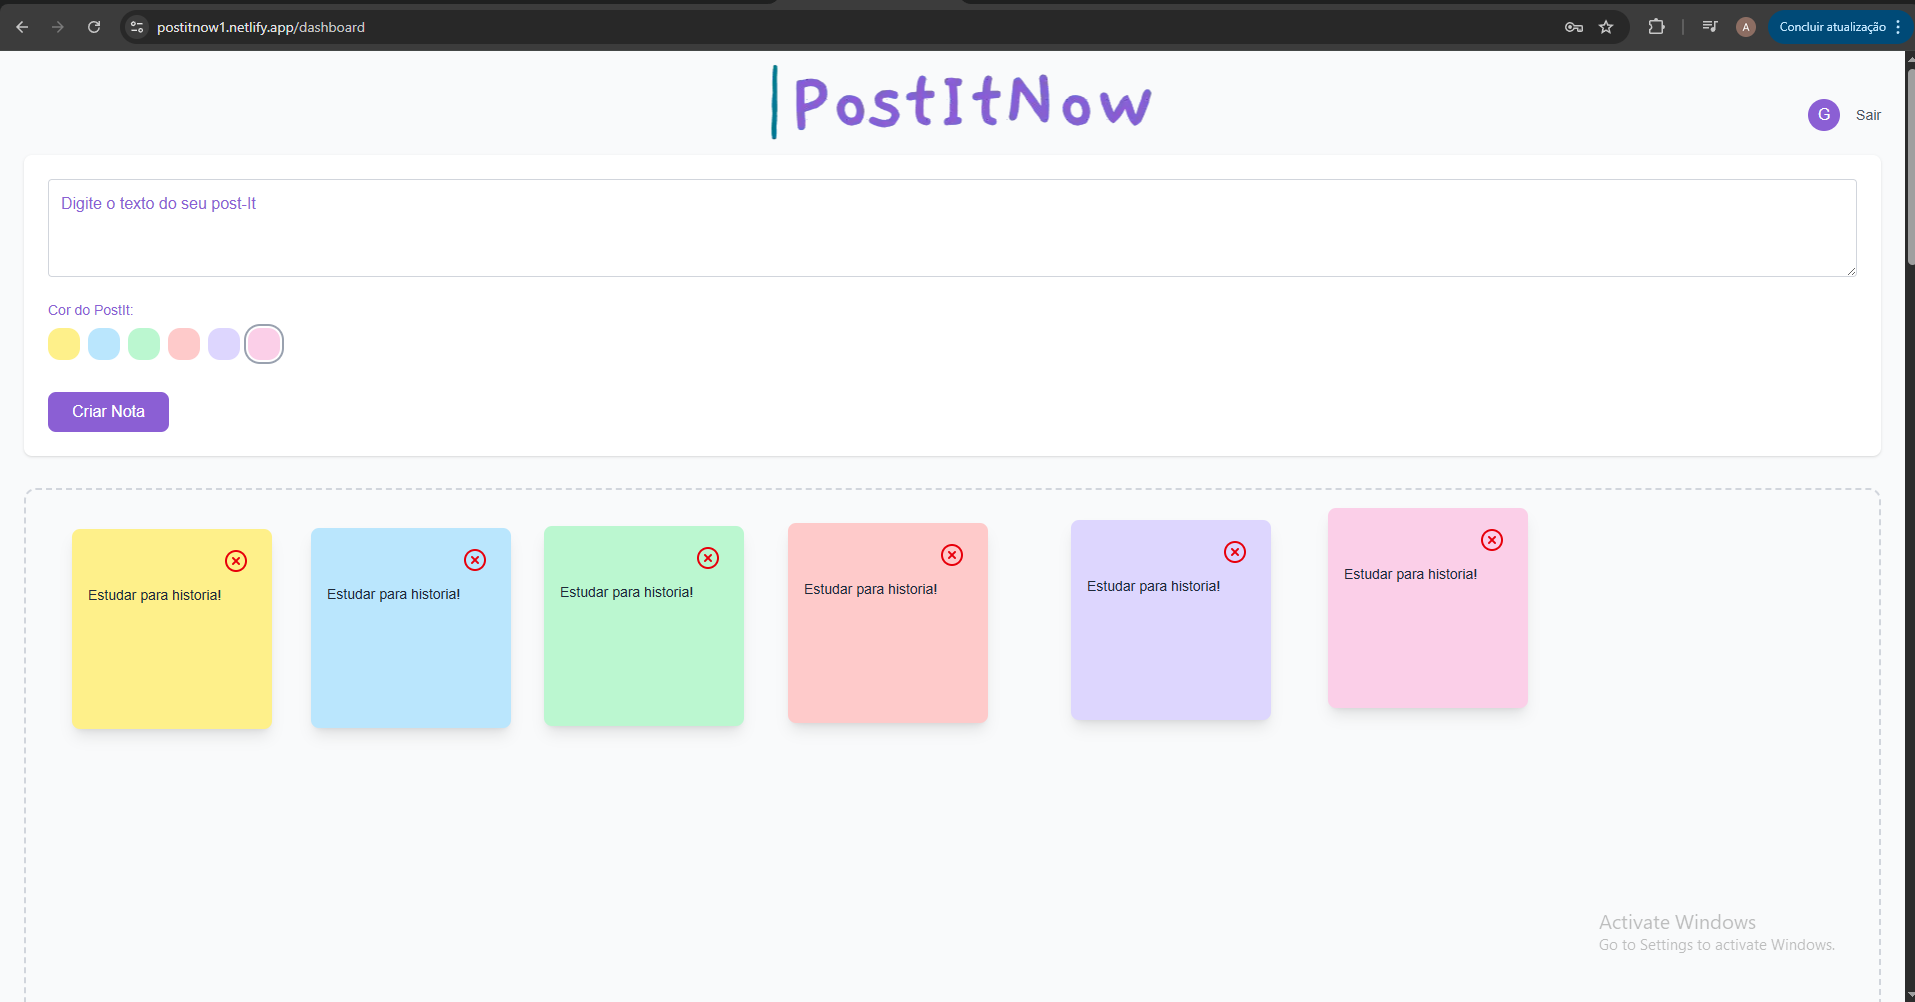 postitnow1.netlify.app/dashboard
A
Concluir atualização
PostItNow
G
Sair
Digite o texto do seu post-It
Cor do PostIt:
Criar Nota
Estudar para historia!
Estudar para historia!
Estudar para historia!
Estudar para historia!
Estudar para historia!
Estudar para historia!
Activate Windows
Go to Settings to activate Windows.